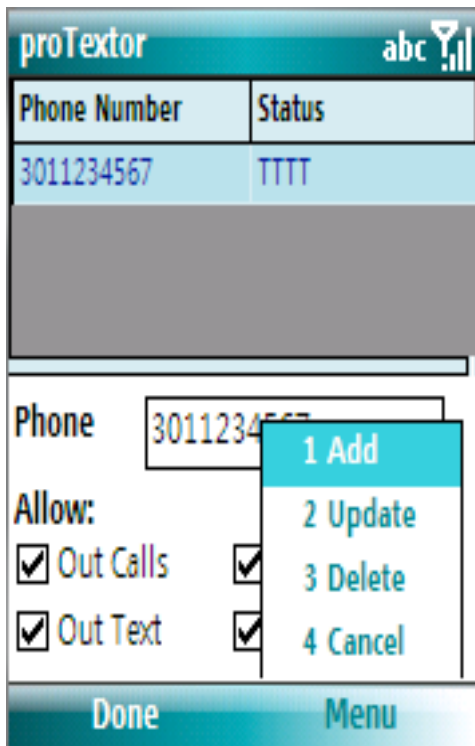 proTextor abc
Phone Number Status
3011234567 TTTT
Phone 3011234567
1 Add
Allow:
2 Update
Out Calls
3 Delete
Out Text
4 Cancel
Done Menu